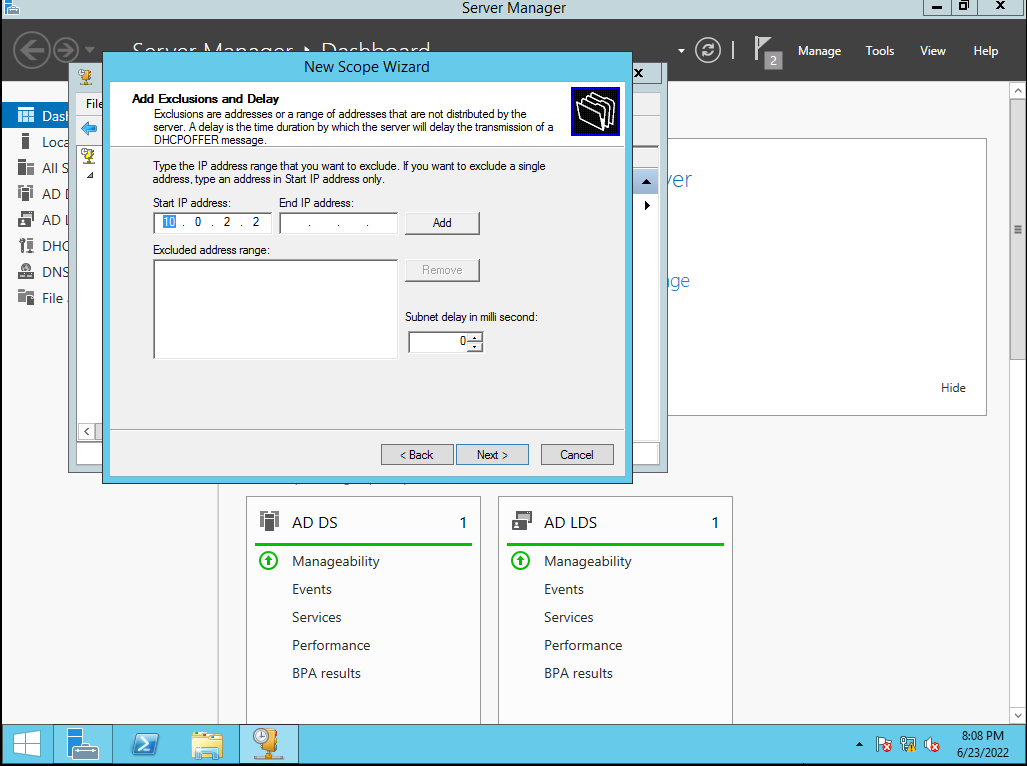 Server Manager
Server Manager • Dashboard
2
Manage
Tools
View
Help
New Scope Wizard
File
Dash
Loca
All S
AD
AD L
DHC
DNS
File
Add Exclusions and Delay
Exclusions are addresses or a range of addresses that are not distributed by the
server. A delay is the time duration by which the server will delay the transmission of a
DHCPOFFER message.
Type the IP address range that you want to exclude. If you want to exclude a single
address, type an address in Start IP address only.
Start IP address:
End IP address:
10 . 0 . 2 . 2
. . .
Add
Excluded address range:
Remove
Subnet delay in milli second:
0
< Back
Next >
Cancel
ver
ge
Hide
AD DS
1
Manageability
Events
Services
Performance
BPA results
AD LDS
1
Manageability
Events
Services
Performance
BPA results
8:08 PM
6/23/2022